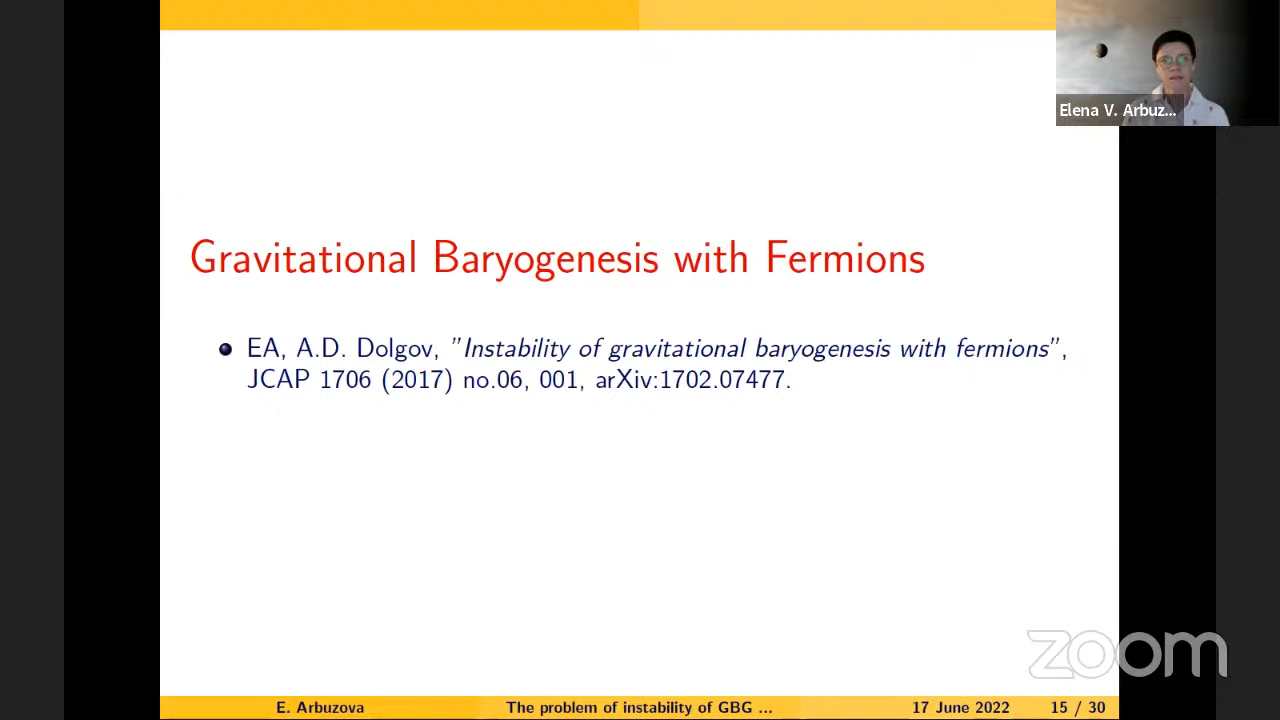 Elena V. Arbuz...
Gravitational Baryogenesis with Fermions
EA, A.D. Dolgov, ”Instability of gravitational baryogenesis with fermions”,
JCAP 1706 (2017) no.06, 001, arXiv:1702.07477.
zoom
E. Arbuzova The problem of instability of GBG ... 17 June 2022 15 / 30